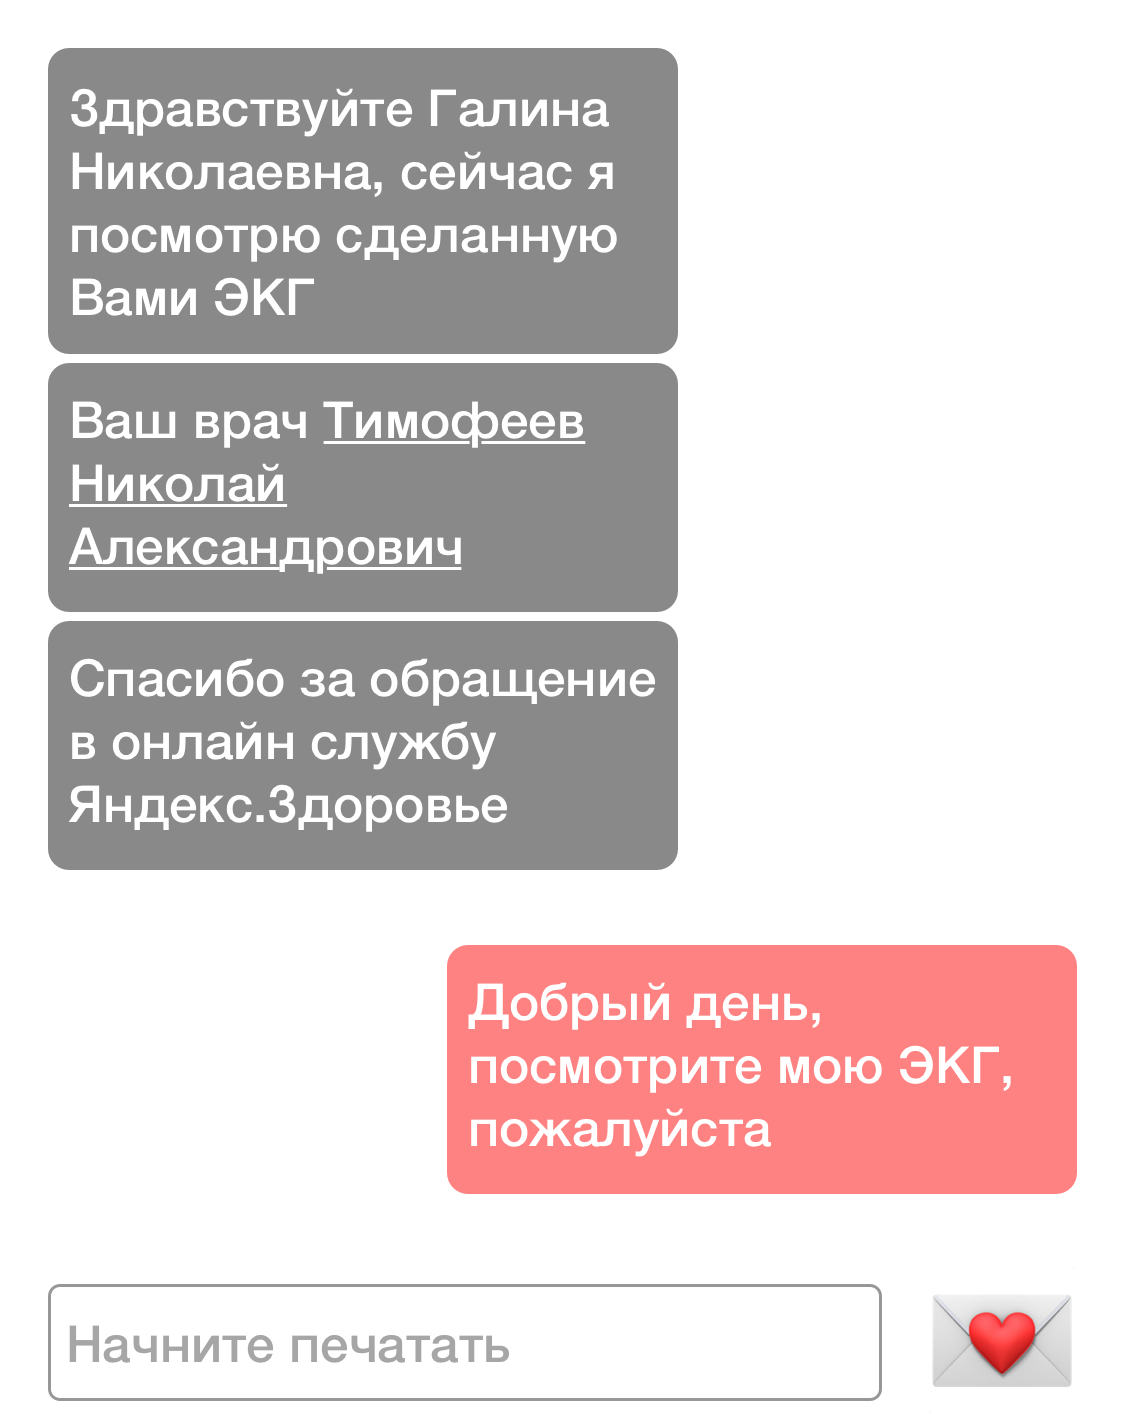 Здравствуйте Галина
Николаевна, сейчас я
посмотрю сделанную
Вами ЭКГ
Ваш врач Тимофеев
Николай
Александрович
Спасибо за обращение
в онлайн службу
Яндекс.Здоровье
Добрый день,
посмотрите мою ЭКГ,
пожалуйста
Начните печатать